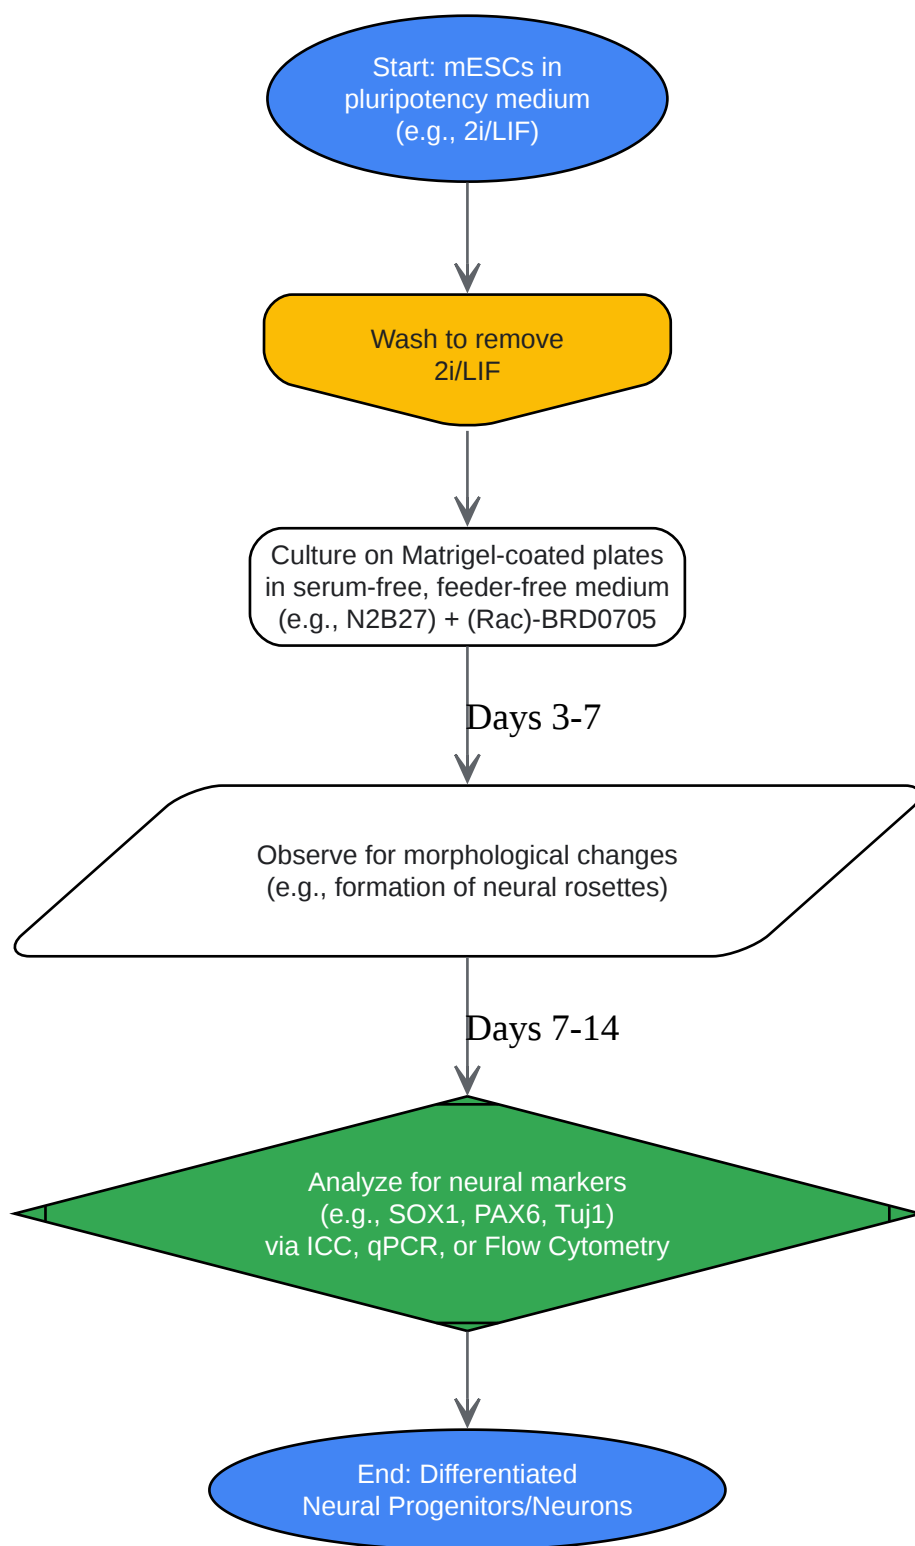 Start: mESCs in
pluripotency medium
(e.g., 2i/LIF)
Wash to remove
2i/LIF
Culture on Matrigel-coated plates
in serum-free, feeder-free medium
(e.g., N2B27) + (Rac)-BRD0705
Days 3-7
Observe for morphological changes
(e.g., formation of neural rosettes)
Days 7-14
Analyze for neural markers
(e.g., SOX1, PAX6, Tuj1)
via ICC, qPCR, or Flow Cytometry
End: Differentiated
Neural Progenitors/Neurons